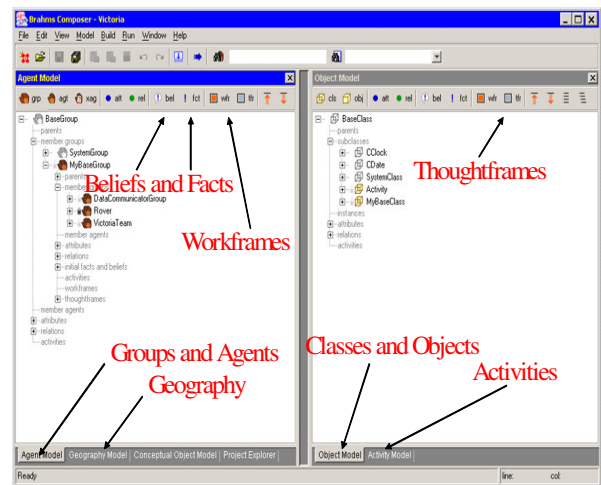 Brahms Composer - Victoria
File Edit View Model Build Run Window Help
Agent Model
grp agt xag att rel bel fct wfr tfr
BaseGroup
parents
member groups
SystemGroup
MyBaseGroup
parents
DataCommunicatorGroup
Rover
VictoriaTeam
member agents
attributes
relations
initial facts and beliefs
activities
workframes
thoughtframes
member agents
attributes
relations
activities
Beliefs and Facts
Workframes
Groups and Agents
Geography
Agent Model Geography Model Conceptual Object Model Project Explorer
Object Model
cls obj att rel bel fct wfr tfr
BaseClass
parents
subclasses
CClock
CDate
SystemClass
Activity
MyBaseClass
instances
attributes
relations
activities
Thoughtframes
Classes and Objects
Activities
Object Model Activity Model
Ready line: col: